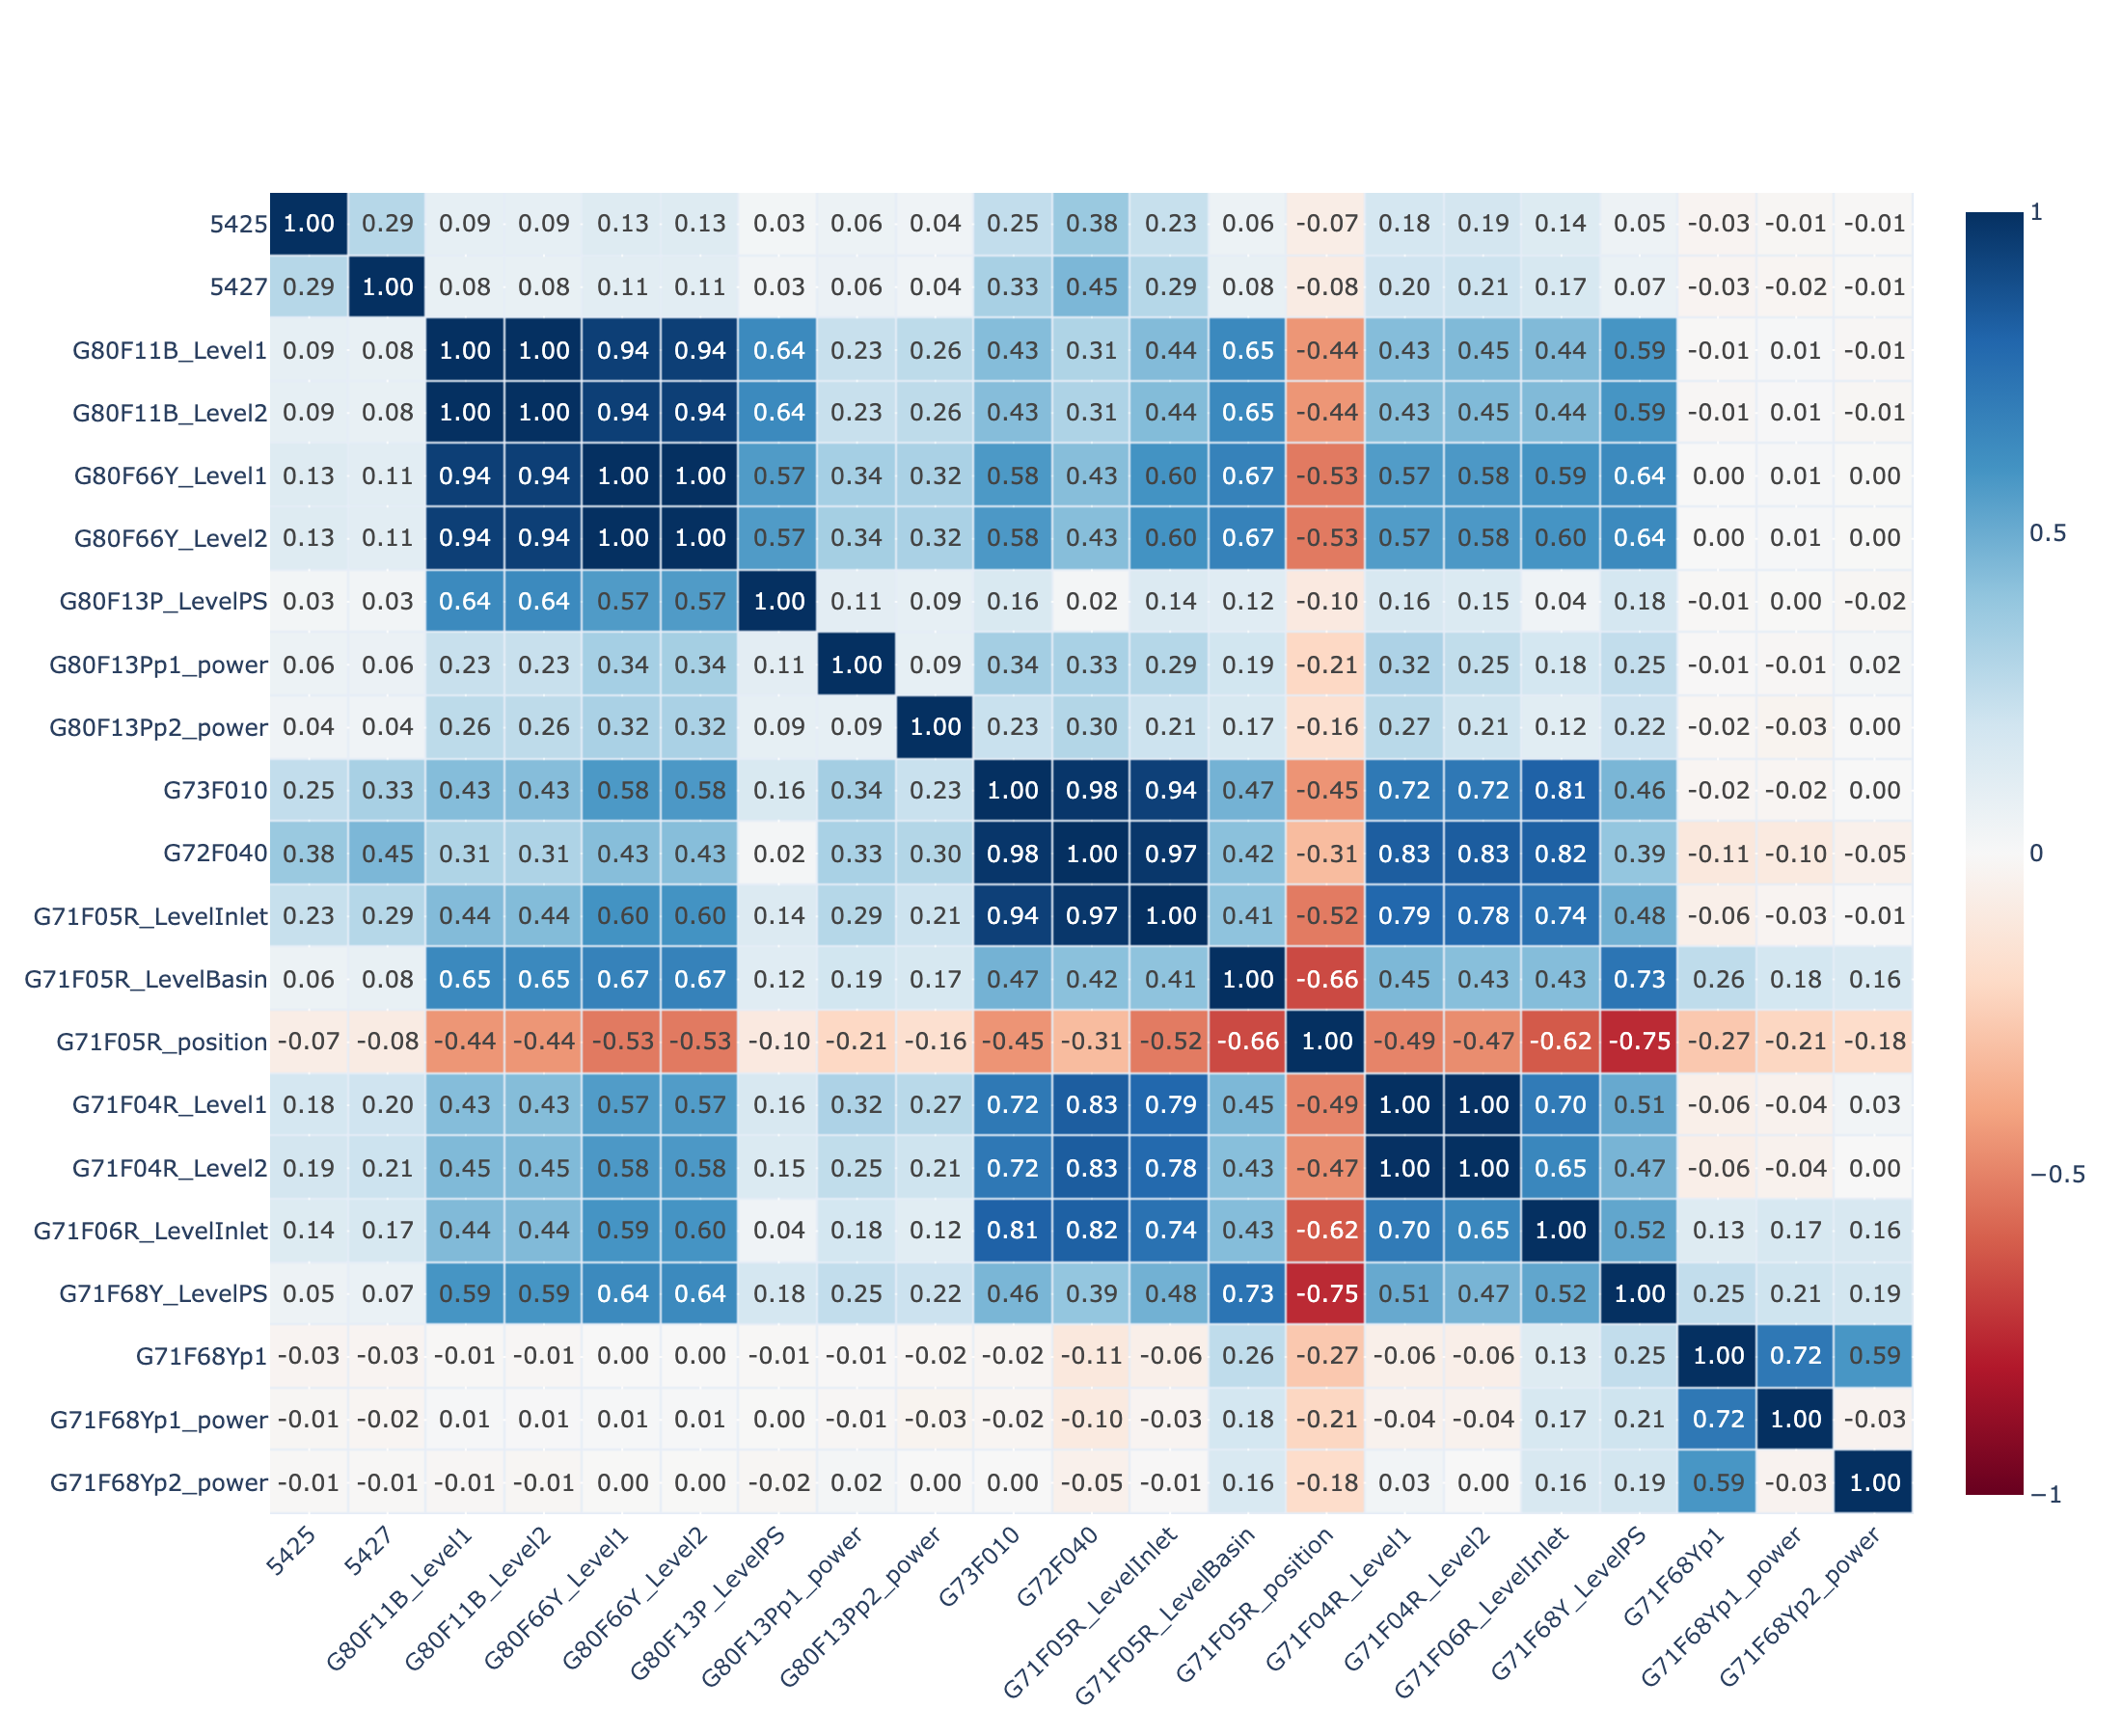 5425 1.00 0.29 0.09 0.09 0.13 0.13 0.03 0.06 0.04 0.25 0.38 0.23 0.06 -0.07 0.18 0.19 0.14 0.05 -0.03 -0.01 -0.01
5427 0.29 1.00 0.08 0.08 0.11 0.11 0.03 0.06 0.04 0.33 0.45 0.29 0.08 -0.08 0.20 0.21 0.17 0.07 -0.03 -0.02 -0.01
G80F11B_Level1 0.09 0.08 1.00 1.00 0.94 0.94 0.64 0.23 0.26 0.43 0.31 0.44 0.65 -0.44 0.43 0.45 0.44 0.59 -0.01 0.01 -0.01
G80F11B_Level2 0.09 0.08 1.00 1.00 0.94 0.94 0.64 0.23 0.26 0.43 0.31 0.44 0.65 -0.44 0.43 0.45 0.44 0.59 -0.01 0.01 -0.01
G80F66Y_Level1 0.13 0.11 0.94 0.94 1.00 1.00 0.57 0.34 0.32 0.58 0.43 0.60 0.67 -0.53 0.57 0.58 0.59 0.64 0.00 0.01 0.00
G80F66Y_Level2 0.13 0.11 0.94 0.94 1.00 1.00 0.57 0.34 0.32 0.58 0.43 0.60 0.67 -0.53 0.57 0.58 0.60 0.64 0.00 0.01 0.00
G80F13P_LevelPS 0.03 0.03 0.64 0.64 0.57 0.57 1.00 0.11 0.09 0.16 0.02 0.14 0.12 -0.10 0.16 0.15 0.04 0.18 -0.01 0.00 -0.02
G80F13Pp1_power 0.06 0.06 0.23 0.23 0.34 0.34 0.11 1.00 0.09 0.34 0.33 0.29 0.19 -0.21 0.32 0.25 0.18 0.25 -0.01 -0.01 0.02
G80F13Pp2_power 0.04 0.04 0.26 0.26 0.32 0.32 0.09 0.09 1.00 0.23 0.30 0.21 0.17 -0.16 0.27 0.21 0.12 0.22 -0.02 -0.03 0.00
G73F010 0.25 0.33 0.43 0.43 0.58 0.58 0.16 0.34 0.23 1.00 0.98 0.94 0.47 -0.45 0.72 0.72 0.81 0.46 -0.02 -0.02 0.00
G72F040 0.38 0.45 0.31 0.31 0.43 0.43 0.02 0.33 0.30 0.98 1.00 0.97 0.42 -0.31 0.83 0.83 0.82 0.39 -0.11 -0.10 -0.05
G71F05R_LevelInlet 0.23 0.29 0.44 0.44 0.60 0.60 0.14 0.29 0.21 0.94 0.97 1.00 0.41 -0.52 0.79 0.78 0.74 0.48 -0.06 -0.03 -0.01
G71F05R_LevelBasin 0.06 0.08 0.65 0.65 0.67 0.67 0.12 0.19 0.17 0.47 0.42 0.41 1.00 -0.66 0.45 0.43 0.43 0.73 0.26 0.18 0.16
G71F05R_position -0.07 -0.08 -0.44 -0.44 -0.53 -0.53 -0.10 -0.21 -0.16 -0.45 -0.31 -0.52 -0.66 1.00 -0.49 -0.47 -0.62 -0.75 -0.27 -0.21 -0.18
G71F04R_Level1 0.18 0.20 0.43 0.43 0.57 0.57 0.16 0.32 0.27 0.72 0.83 0.79 0.45 -0.49 1.00 1.00 0.70 0.51 -0.06 -0.04 0.03
G71F04R_Level2 0.19 0.21 0.45 0.45 0.58 0.58 0.15 0.25 0.21 0.72 0.83 0.78 0.43 -0.47 1.00 1.00 0.65 0.47 -0.06 -0.04 0.00
G71F06R_LevelInlet 0.14 0.17 0.44 0.44 0.59 0.60 0.04 0.18 0.12 0.81 0.82 0.74 0.43 -0.62 0.70 0.65 1.00 0.52 0.13 0.17 0.16
G71F68Y_LevelPS 0.05 0.07 0.59 0.59 0.64 0.64 0.18 0.25 0.22 0.46 0.39 0.48 0.73 -0.75 0.51 0.47 0.52 1.00 0.25 0.21 0.19
G71F68Yp1 -0.03 -0.03 -0.01 -0.01 0.00 0.00 -0.01 -0.01 -0.02 -0.02 -0.11 -0.06 0.26 -0.27 -0.06 -0.06 0.13 0.25 1.00 0.72 0.59
G71F68Yp1_power -0.01 -0.02 0.01 0.01 0.01 0.01 0.00 -0.01 -0.03 -0.02 -0.10 -0.03 0.18 -0.21 -0.04 -0.04 0.17 0.21 0.72 1.00 -0.03
G71F68Yp2_power -0.01 -0.01 -0.01 -0.01 0.00 0.00 -0.02 0.02 0.00 0.00 -0.05 -0.01 0.16 -0.18 0.03 0.00 0.16 0.19 0.59 -0.03 1.00
5425
5427
G80F11B_Level1
G80F11B_Level2
G80F66Y_Level1
G80F66Y_Level2
G80F13P_LevelPS
G80F13Pp1_power
G80F13Pp2_power
G73F010
G72F040
G71F05R_LevelInlet
G71F05R_LevelBasin
G71F05R_position
G71F04R_Level1
G71F04R_Level2
G71F06R_LevelInlet
G71F68Y_LevelPS
G71F68Yp1
G71F68Yp1_power
G71F68Yp2_power
1
0.5
0
−0.5
−1